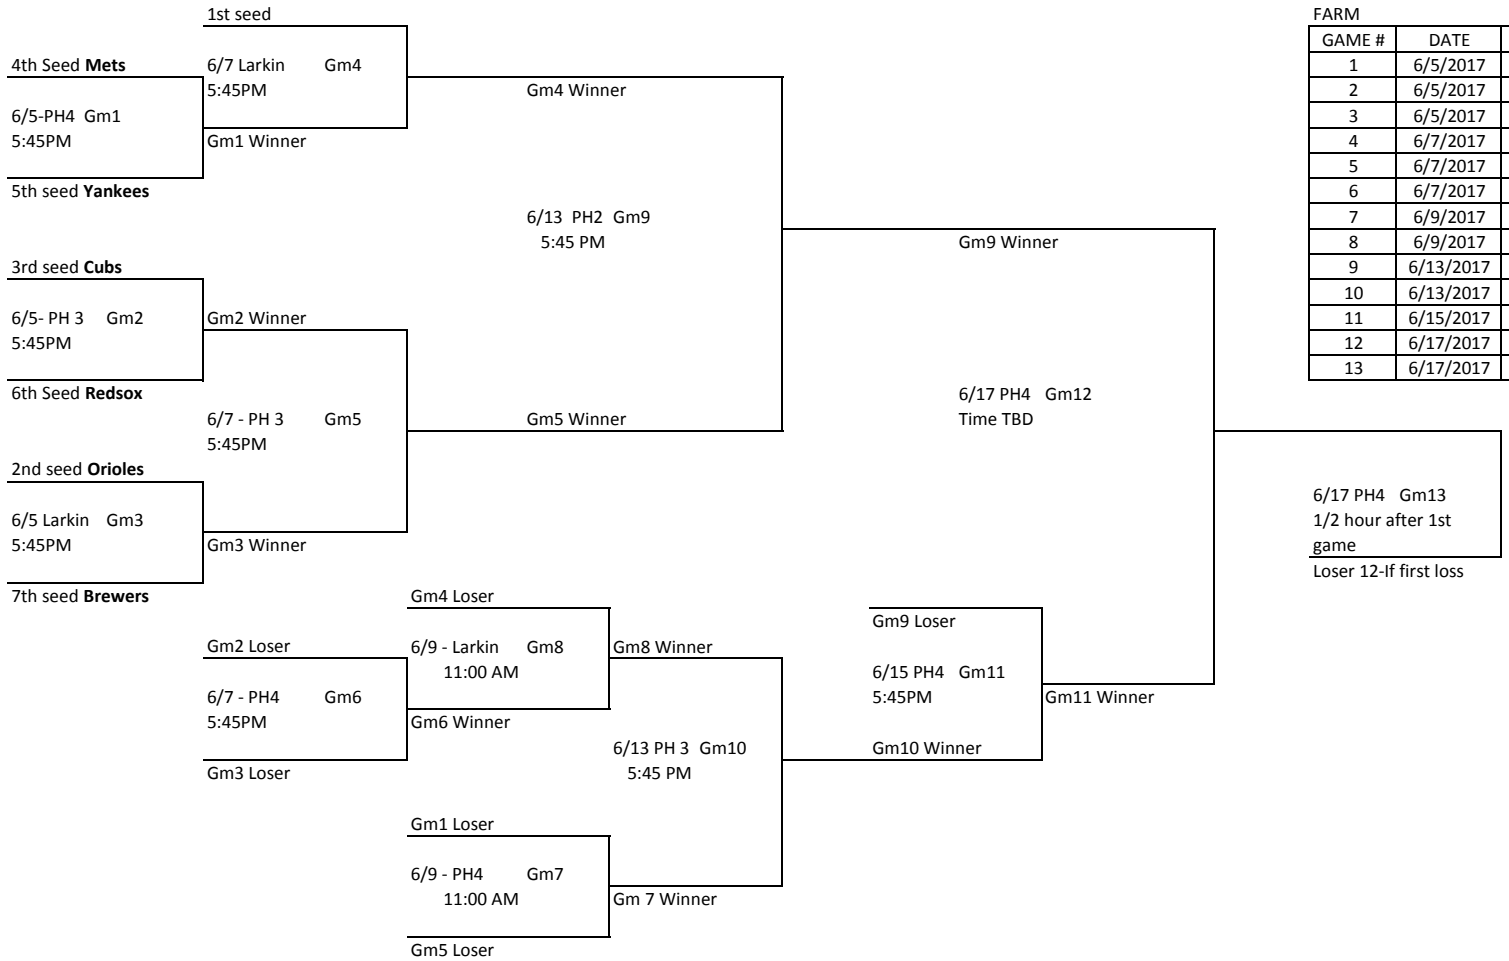 1st seed
4th Seed Mets
6/7 Larkin Gm4
5:45PM
Gm4 Winner
6/5-PH4 Gm1
5:45PM
Gm1 Winner
5th seed Yankees
6/13 PH2 Gm9
5:45 PM
Gm9 Winner
3rd seed Cubs
6/5- PH 3 Gm2
5:45PM
Gm2 Winner
6th Seed Redsox
6/7 - PH 3 Gm5
5:45PM
Gm5 Winner
6/17 PH4 Gm12
Time TBD
2nd seed Orioles
6/5 Larkin Gm3
5:45PM
Gm3 Winner
7th seed Brewers
6/17 PH4 Gm13
1/2 hour after 1st
game
Loser 12-If first loss
Gm4 Loser
Gm2 Loser
6/9 - Larkin Gm8
11:00 AM
Gm8 Winner
Gm9 Loser
6/15 PH4 Gm11
5:45PM
Gm11 Winner
6/7 - PH4 Gm6
5:45PM
Gm6 Winner
Gm3 Loser
6/13 PH 3 Gm10
5:45 PM
Gm10 Winner
Gm1 Loser
6/9 - PH4 Gm7
11:00 AM
Gm 7 Winner
Gm5 Loser
FARM
GAME # DATE
1 6/5/2017
2 6/5/2017
3 6/5/2017
4 6/7/2017
5 6/7/2017
6 6/7/2017
7 6/9/2017
8 6/9/2017
9 6/13/2017
10 6/13/2017
11 6/15/2017
12 6/17/2017
13 6/17/2017